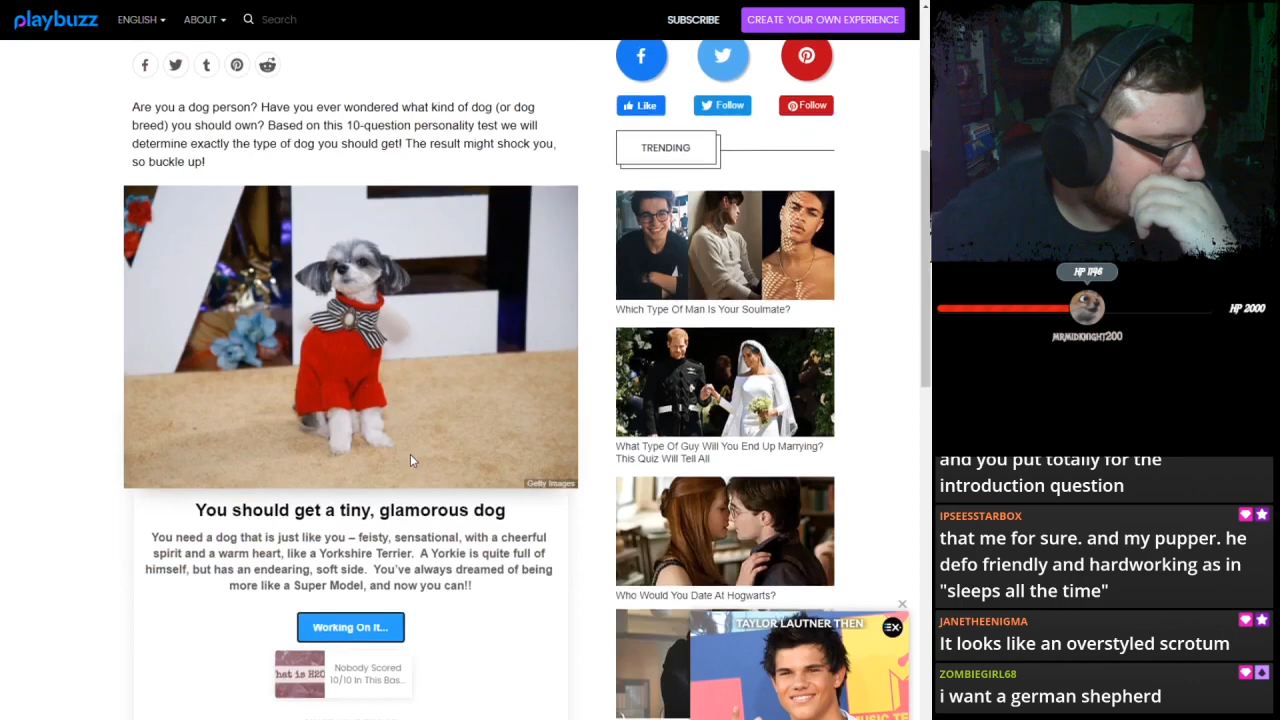 playbuzz
ENGLISH
ABOUT
Search
SUBSCRIBE
CREATE YOUR OWN EXPERIENCE
Are you a dog person? Have you ever wondered what kind of dog (or dog
breed) you should own? Based on this 10-question personality test we will
determine exactly the type of dog you should get! The result might shock you,
so buckle up!
Getty Images
You should get a tiny, glamorous dog
You need a dog that is just like you – feisty, sensational, with a cheerful
spirit and a warm heart, like a Yorkshire Terrier. A Yorkie is quite full of
himself, but has an endearing, soft side. You've always dreamed of being
more like a Super Model, and now you can!!
Working On It...
hat is H2O
Nobody Scored
10/10 In This Bas...
Like
Follow
Follow
TRENDING
Which Type Of Man Is Your Soulmate?
What Type Of Guy Will You End Up Marrying?
This Quiz Will Tell All
Who Would You Date At Hogwarts?
TAYLOR LAUTNER THEN
EX
HP 1146
HP 2000
MRMIDKNIGHT200
and you put totally for the
introduction question
IPSEESSTARBOX
that me for sure. and my pupper. he
defo friendly and hardworking as in
"sleeps all the time"
JANETHEENIGMA
It looks like an overstyled scrotum
ZOMBIEGIRL68
i want a german shepherd